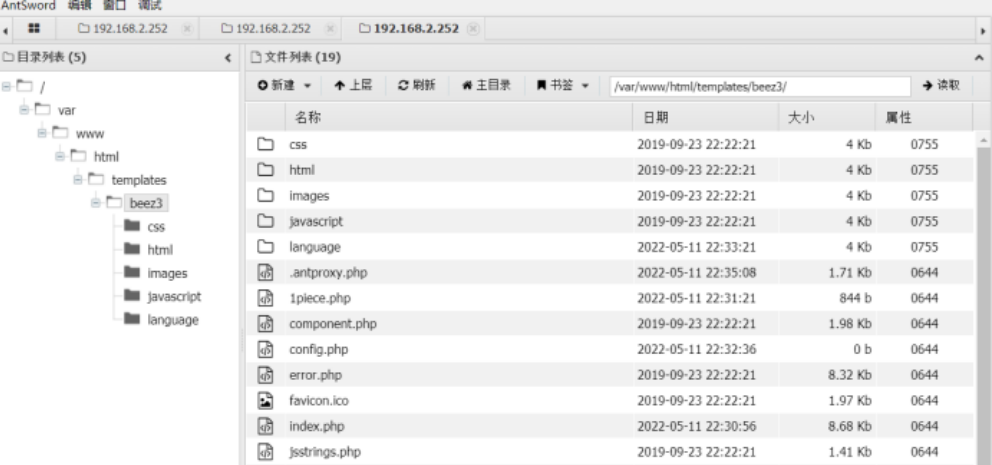 AntSword 编辑 窗口 调试
192.168.2.252 192.168.2.252 192.168.2.252
目录列表 (5)
/
var
www
html
templates
beez3
css
html
images
javascript
language
文件列表 (19)
新建 上层 刷新 主目录 书签 /var/www/html/templates/beez3/ 读取
名称 日期 大小 属性
css 2019-09-23 22:22:21 4 Kb 0755
html 2019-09-23 22:22:21 4 Kb 0755
images 2019-09-23 22:22:21 4 Kb 0755
javascript 2019-09-23 22:22:21 4 Kb 0755
language 2022-05-11 22:33:21 4 Kb 0755
.antproxy.php 2022-05-11 22:35:08 1.71 Kb 0644
1piece.php 2022-05-11 22:31:21 844 b 0644
component.php 2019-09-23 22:22:21 1.98 Kb 0644
config.php 2022-05-11 22:32:36 0 b 0644
error.php 2019-09-23 22:22:21 8.32 Kb 0644
favicon.ico 2019-09-23 22:22:21 1.97 Kb 0644
index.php 2022-05-11 22:30:56 8.68 Kb 0644
jsstrings.php 2019-09-23 22:22:21 1.41 Kb 0644